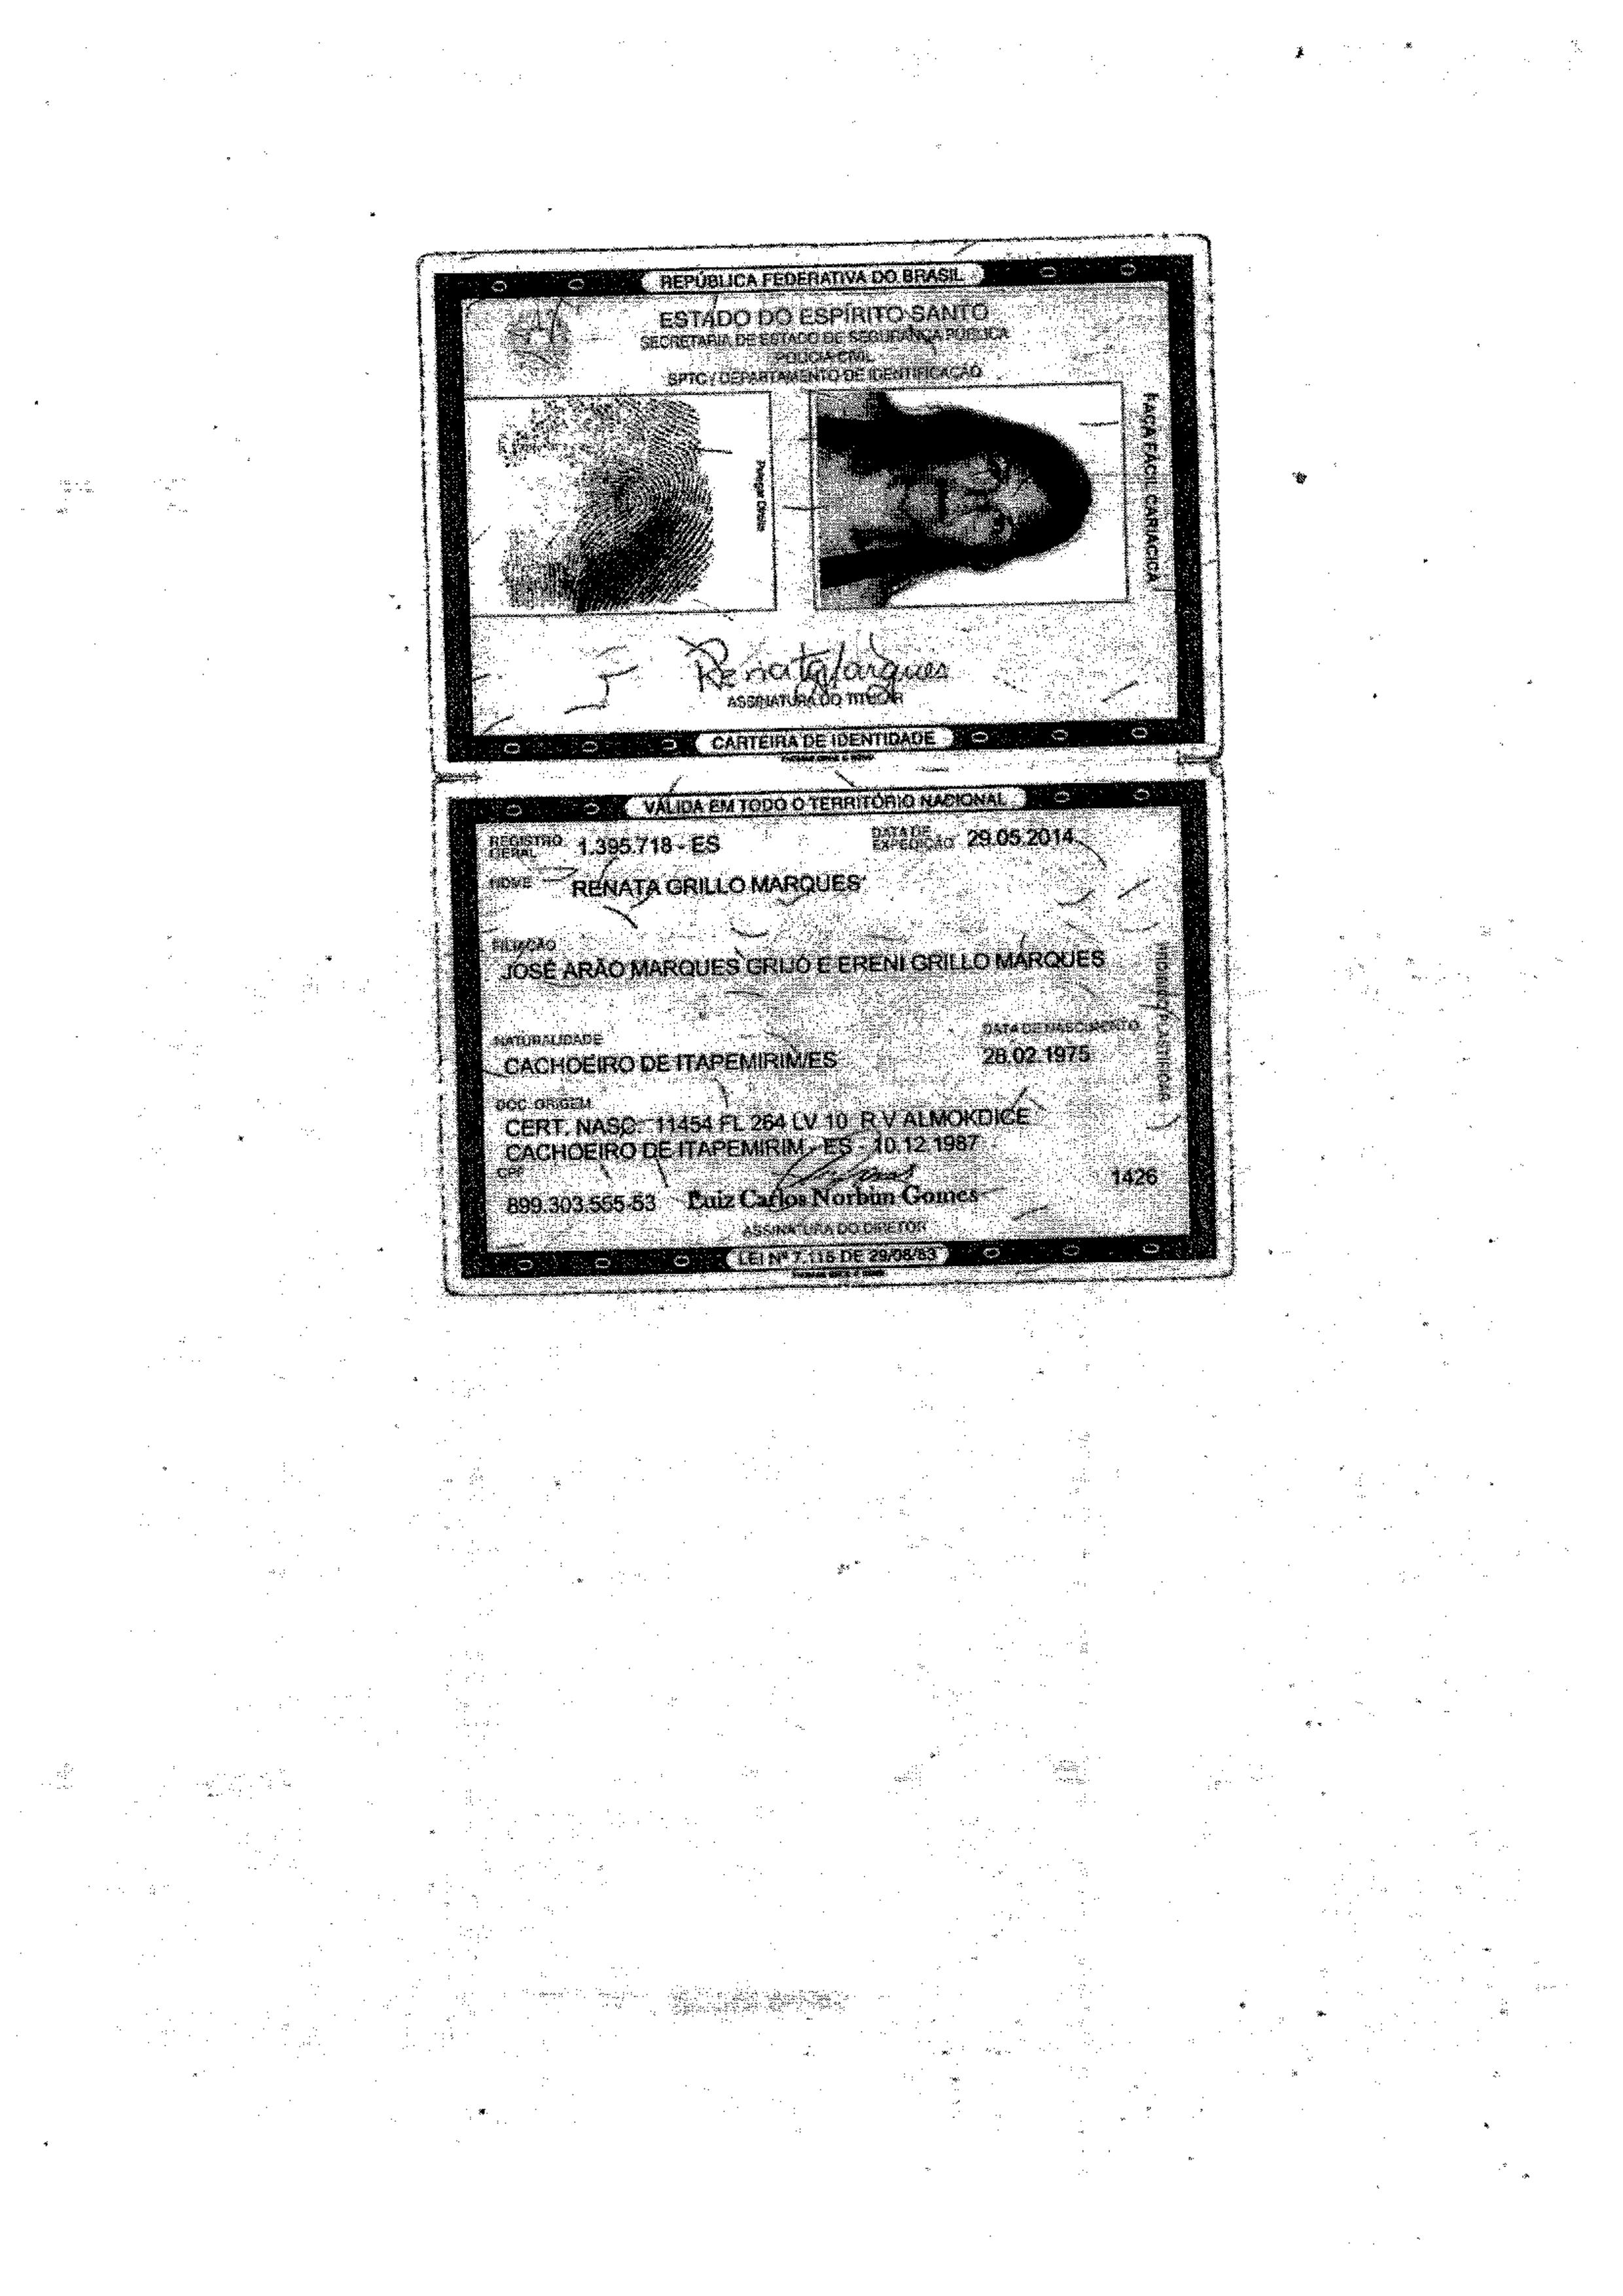 REPÚBLICA FEDERATIVA DO BRASIL
ESTADO DO ESPÍRITO SANTO
SECRETARIA DE ESTADO DE SEGURANÇA PÚBLICA
POLICIA CIVIL
SPTC / DEPARTAMENTO DE IDENTIFICAÇÃO
Polegar Direito
FAÇA FÁCIL CARIACICA
Renata Marques
ASSINATURA DO TITULAR
CARTEIRA DE IDENTIDADE
VÁLIDA EM TODO O TERRITÓRIO NACIONAL
REGISTRO GERAL 1.395.718 - ES DATA DE EXPEDIÇÃO 29.05.2014
NOME RENATA GRILLO MARQUES
FILIAÇÃO
JOSÉ ARÃO MARQUES GRIJÓ E ERENI GRILLO MARQUES
PROIBIDO PLASTIFICAR
NATURALIDADE DATA DE NASCIMENTO
CACHOEIRO DE ITAPEMIRIM/ES 28.02.1975
DOC. ORIGEM
CERT. NASC. 11454 FL 264 LV 10 R V ALMOKDICE
CACHOEIRO DE ITAPEMIRIM - ES - 10.12.1987
CPF
899.303.555-53 Luiz Carlos Norbim Gomes 1426
ASSINATURA DO DIRETOR
LEI Nº 7.116 DE 29/08/83